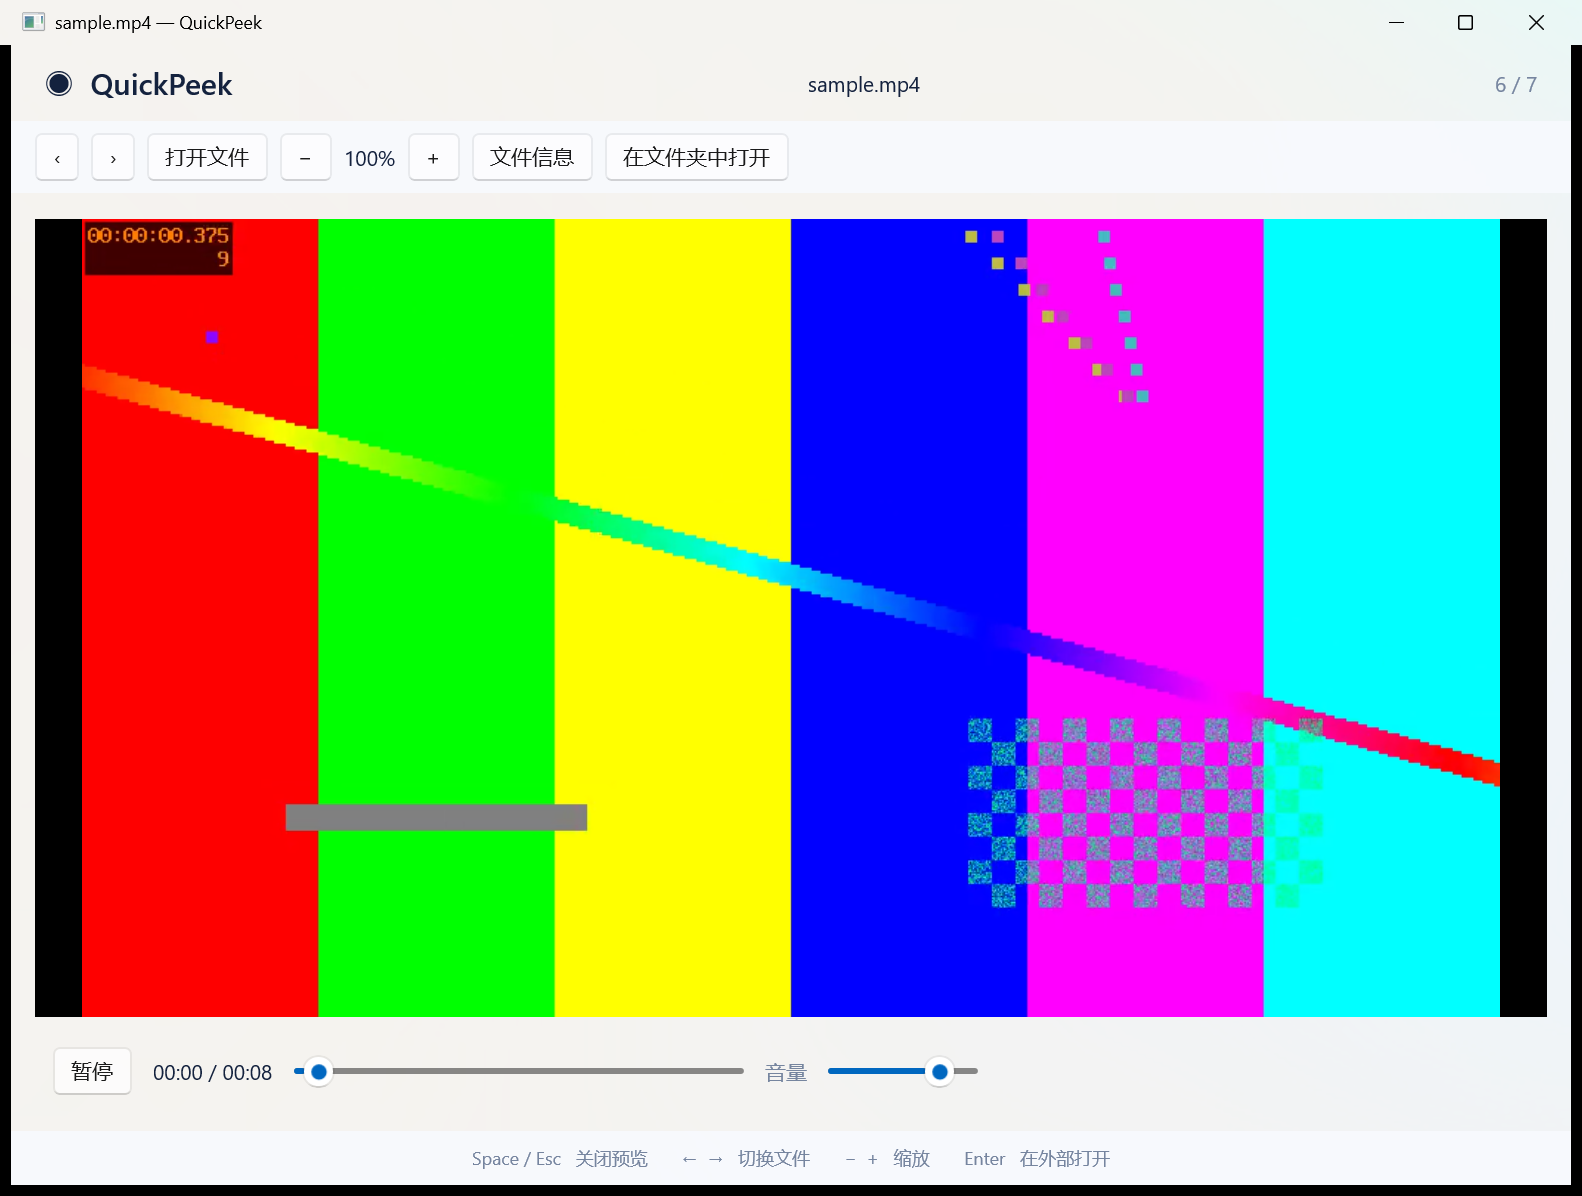 sample.mp4 — QuickPeek
QuickPeek
sample.mp4
6 / 7
‹ › 打开文件 − 100% + 文件信息 在文件夹中打开
00:00:00.375
9
暂停 00:00 / 00:08 音量
Space / Esc 关闭预览 ← → 切换文件 − + 缩放 Enter 在外部打开